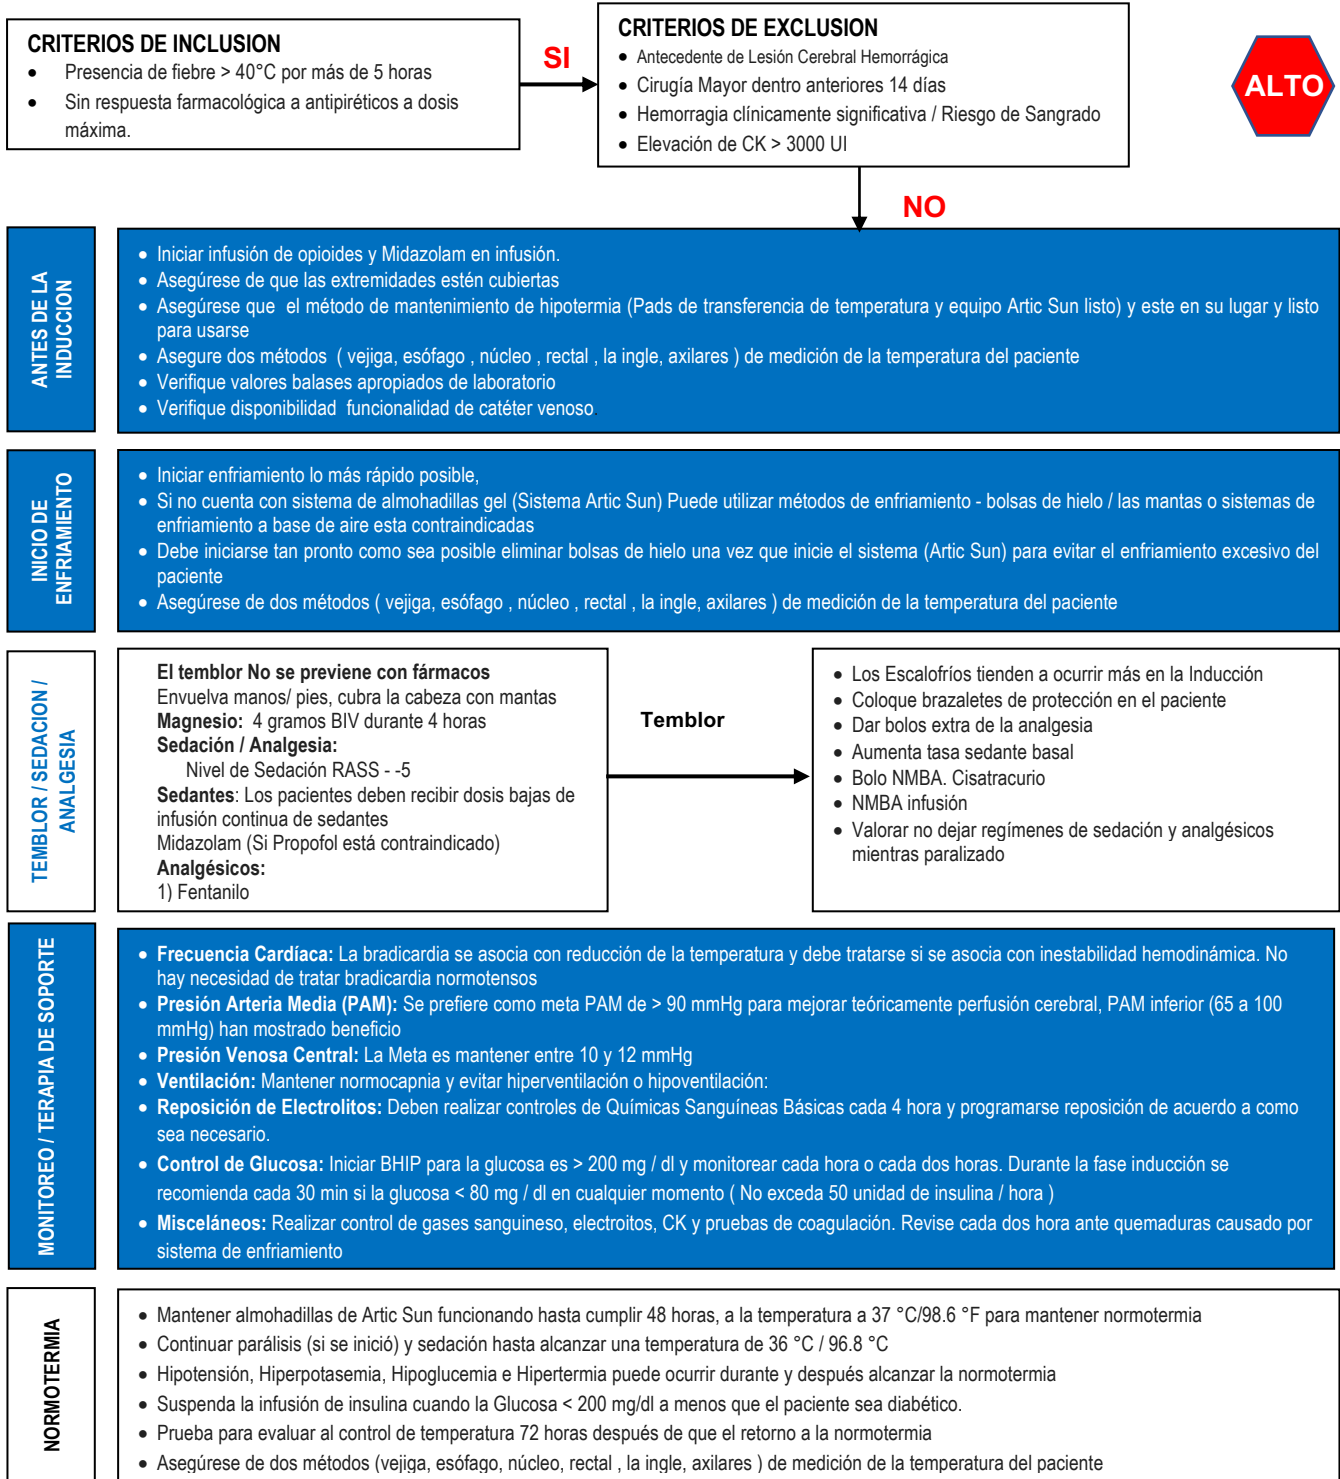 CRITERIOS DE INCLUSION
• Presencia de fiebre > 40°C por más de 5 horas
• Sin respuesta farmacológica a antipiréticos a dosis
máxima.
SI
CRITERIOS DE EXCLUSION
• Antecedente de Lesión Cerebral Hemorrágica
• Cirugía Mayor dentro anteriores 14 días
• Hemorragia clínicamente significativa / Riesgo de Sangrado
• Elevación de CK > 3000 UI
ALTO
NO
ANTES DE LA
INDUCCION
• Iniciar infusión de opioides y Midazolam en infusión.
• Asegúrese de que las extremidades estén cubiertas
• Asegúrese que el método de mantenimiento de hipotermia (Pads de transferencia de temperatura y equipo Artic Sun listo) y este en su lugar y listo
para usarse
• Asegure dos métodos ( vejiga, esófago , núcleo , rectal , la ingle, axilares ) de medición de la temperatura del paciente
• Verifique valores balases apropiados de laboratorio
• Verifique disponibilidad funcionalidad de catéter venoso.
INICIO DE
ENFRIAMIENTO
• Iniciar enfriamiento lo más rápido posible,
• Si no cuenta con sistema de almohadillas gel (Sistema Artic Sun) Puede utilizar métodos de enfriamiento - bolsas de hielo / las mantas o sistemas de
enfriamiento a base de aire esta contraindicadas
• Debe iniciarse tan pronto como sea posible eliminar bolsas de hielo una vez que inicie el sistema (Artic Sun) para evitar el enfriamiento excesivo del
paciente
• Asegúrese de dos métodos ( vejiga, esófago , núcleo , rectal , la ingle, axilares ) de medición de la temperatura del paciente
TEMBLOR / SEDACION /
ANALGESIA
El temblor No se previene con fármacos
Envuelva manos/ pies, cubra la cabeza con mantas
Magnesio: 4 gramos BIV durante 4 horas
Sedación / Analgesia:
Nivel de Sedación RASS - -5
Sedantes: Los pacientes deben recibir dosis bajas de
infusión continua de sedantes
Midazolam (Si Propofol está contraindicado)
Analgésicos:
1) Fentanilo
Temblor
• Los Escalofríos tienden a ocurrir más en la Inducción
• Coloque brazaletes de protección en el paciente
• Dar bolos extra de la analgesia
• Aumenta tasa sedante basal
• Bolo NMBA. Cisatracurio
• NMBA infusión
• Valorar no dejar regímenes de sedación y analgésicos
mientras paralizado
MONITOREO / TERAPIA DE SOPORTE
• Frecuencia Cardíaca: La bradicardia se asocia con reducción de la temperatura y debe tratarse si se asocia con inestabilidad hemodinámica. No
hay necesidad de tratar bradicardia normotensos
• Presión Arteria Media (PAM): Se prefiere como meta PAM de > 90 mmHg para mejorar teóricamente perfusión cerebral, PAM inferior (65 a 100
mmHg) han mostrado beneficio
• Presión Venosa Central: La Meta es mantener entre 10 y 12 mmHg
• Ventilación: Mantener normocapnia y evitar hiperventilación o hipoventilación:
• Reposición de Electrolitos: Deben realizar controles de Químicas Sanguíneas Básicas cada 4 hora y programarse reposición de acuerdo a como
sea necesario.
• Control de Glucosa: Iniciar BHIP para la glucosa es > 200 mg / dl y monitorear cada hora o cada dos horas. Durante la fase inducción se
recomienda cada 30 min si la glucosa < 80 mg / dl en cualquier momento ( No exceda 50 unidad de insulina / hora )
• Misceláneos: Realizar control de gases sanguineso, electroitos, CK y pruebas de coagulación. Revise cada dos hora ante quemaduras causado por
sistema de enfriamiento
NORMOTERMIA
• Mantener almohadillas de Artic Sun funcionando hasta cumplir 48 horas, a la temperatura a 37 °C/98.6 °F para mantener normotermia
• Continuar parálisis (si se inició) y sedación hasta alcanzar una temperatura de 36 °C / 96.8 °C
• Hipotensión, Hiperpotasemia, Hipoglucemia e Hipertermia puede ocurrir durante y después alcanzar la normotermia
• Suspenda la infusión de insulina cuando la Glucosa < 200 mg/dl a menos que el paciente sea diabético.
• Prueba para evaluar al control de temperatura 72 horas después de que el retorno a la normotermia
• Asegúrese de dos métodos (vejiga, esófago, núcleo, rectal , la ingle, axilares ) de medición de la temperatura del paciente